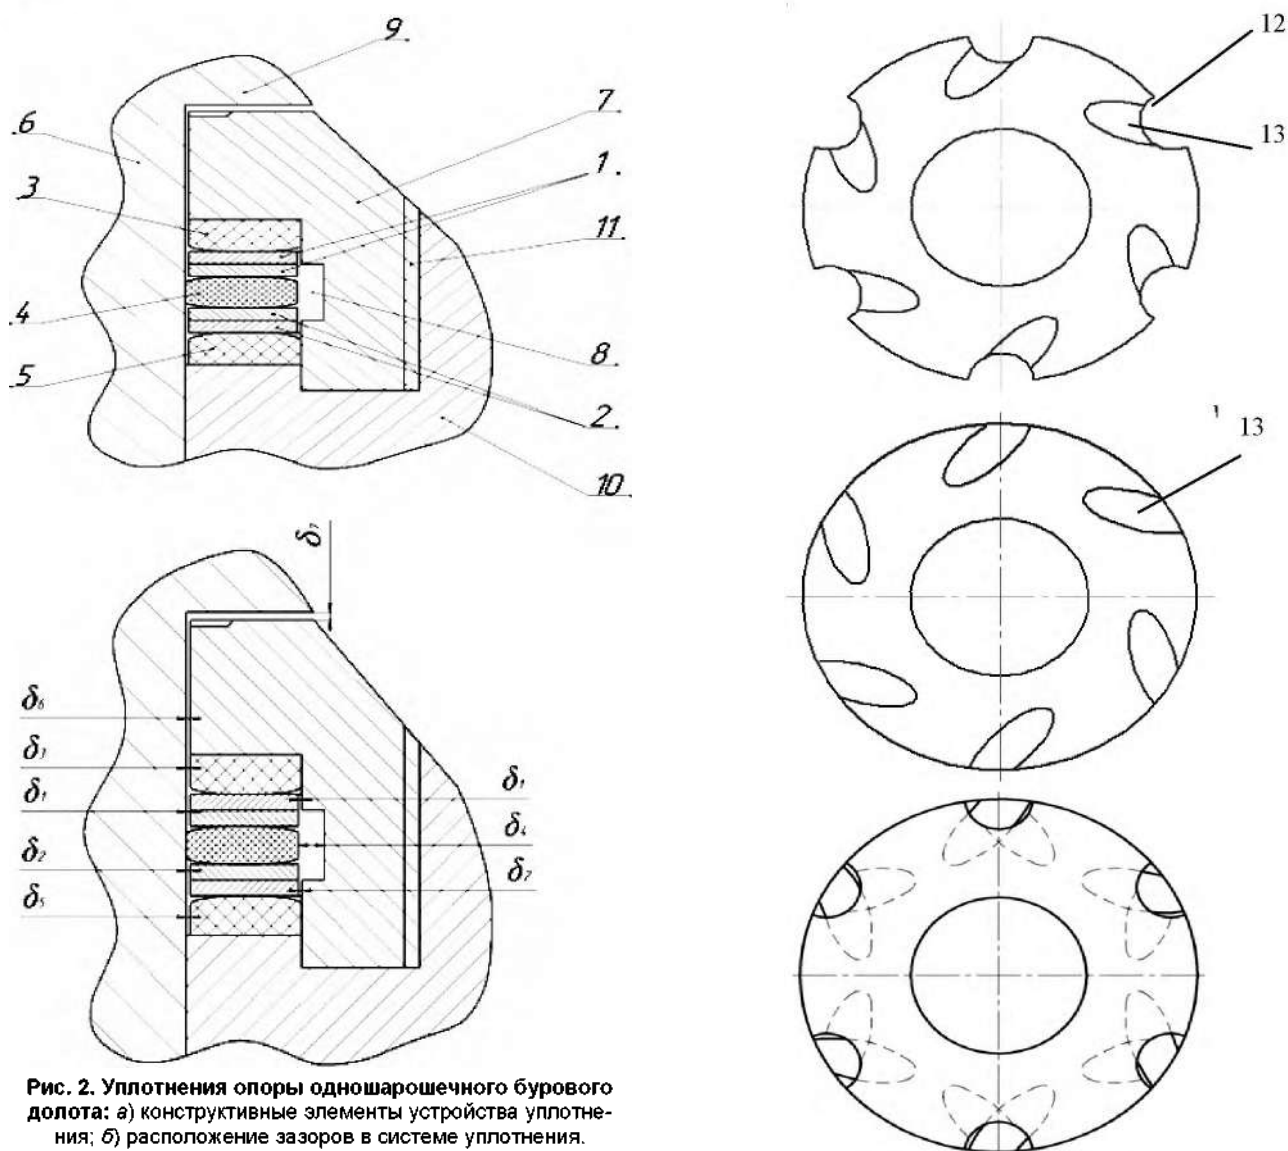 9
6
7
3
1
11
4
5
8
2
10
12
13
13
δ₇
δ₆
δ₃
δ₁
δ₁
δ₂
δ₄
δ₅
δ₂
Рис. 2. Уплотнения опоры одношарошечного бурового
долота: а) конструктивные элементы устройства уплотне-
ния; б) расположение зазоров в системе уплотнения.